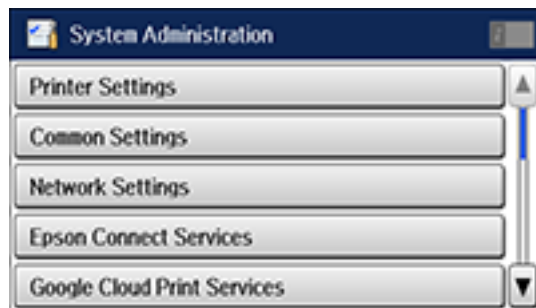 System Administration
Printer Settings
Common Settings
Network Settings
Epson Connect Services
Google Cloud Print Services